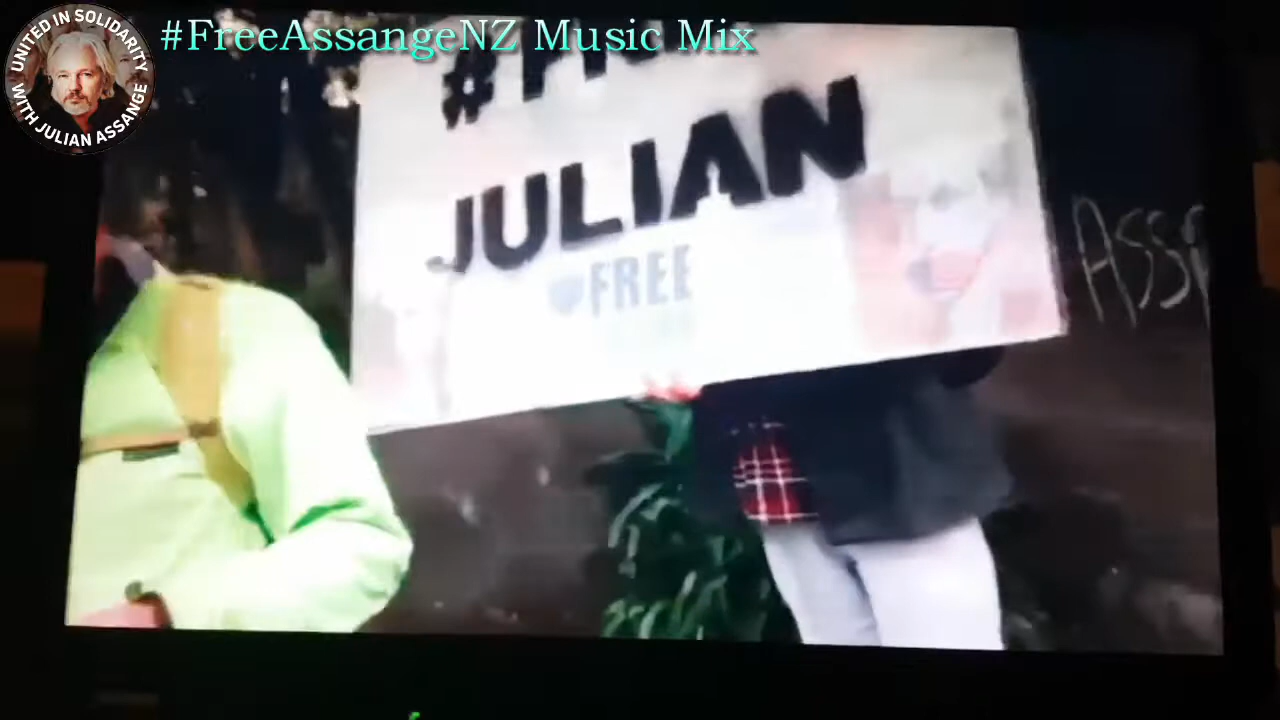 UNITED IN SOLIDARITY
WITH JULIAN ASSANGE
#FreeAssangeNZ Music Mix
JULIAN
FREE